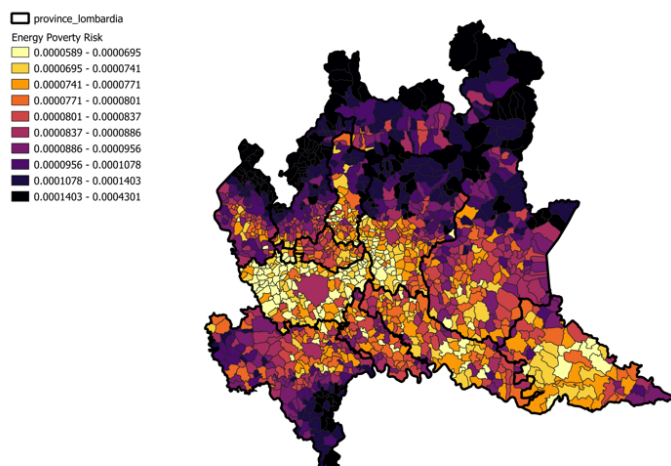 province_lombardia
Energy Poverty Risk
0.0000589 - 0.0000695
0.0000695 - 0.0000741
0.0000741 - 0.0000771
0.0000771 - 0.0000801
0.0000801 - 0.0000837
0.0000837 - 0.0000886
0.0000886 - 0.0000956
0.0000956 - 0.0001078
0.0001078 - 0.0001403
0.0001403 - 0.0004301